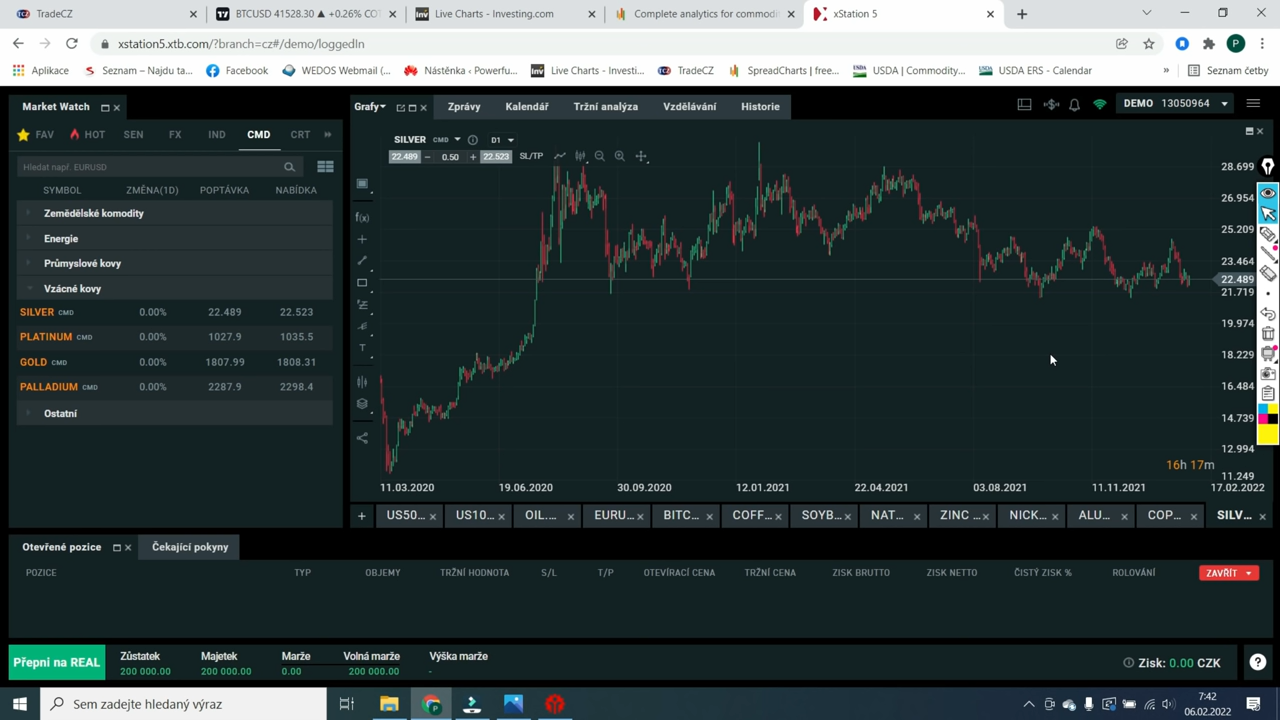 TradeCZ
BTCUSD 41528.30 ▲ +0.26%
Live Charts - Investing.com
Complete analytics for commodi
xStation 5
xstation5.xtb.com/?branch=cz#/demo/loggedIn
P
Aplikace
Seznam – Najdu ta...
Facebook
WEDOS Webmail (...
Nástěnka ‹ Powerfu...
Inv
Live Charts - Investi...
TradeCZ
SpreadCharts | free...
USDA | Commodity...
USDA ERS - Calendar
»
Seznam četby
Market Watch
Grafy
Zprávy
Kalendář
Tržní analýza
Vzdělávání
Historie
DEMO 13050964
FAV
HOT
SEN
FX
IND
CMD
CRT
»
SILVER CMD
D1
22.489 − 0.50 + 22.523 SL/TP
Hledat např. EURUSD
SYMBOL
ZMĚNA(1D)
POPTÁVKA
NABÍDKA
Zemědělské komodity
Energie
Průmyslové kovy
Vzácné kovy
SILVER CMD 0.00% 22.489 22.523
PLATINUM CMD 0.00% 1027.9 1035.5
GOLD CMD 0.00% 1807.99 1808.31
PALLADIUM CMD 0.00% 2287.9 2298.4
Ostatní
f(x)
T
28.699
26.954
25.209
23.464
22.489
21.719
19.974
18.229
16.484
14.739
12.994
11.249
16h 17m
11.03.2020
19.06.2020
30.09.2020
12.01.2021
22.04.2021
03.08.2021
11.11.2021
17.02.2022
US50...
US10...
OIL....
EURU...
BITC...
COFF...
SOYB...
NAT...
ZINC ...
NICK...
ALU...
COP...
SILV...
Otevřené pozice
Čekající pokyny
POZICE
TYP
OBJEMY
TRŽNÍ HODNOTA
S/L
T/P
OTEVÍRACÍ CENA
TRŽNÍ CENA
ZISK BRUTTO
ZISK NETTO
ČISTÝ ZISK %
ROLOVÁNÍ
ZAVŘÍT
Přepni na REAL
Zůstatek
Majetek
Marže
Volná marže
Výška marže
200 000.00
200 000.00
0.00
200 000.00
-
Zisk: 0.00 CZK
?
Sem zadejte hledaný výraz
7:42
06.02.2022